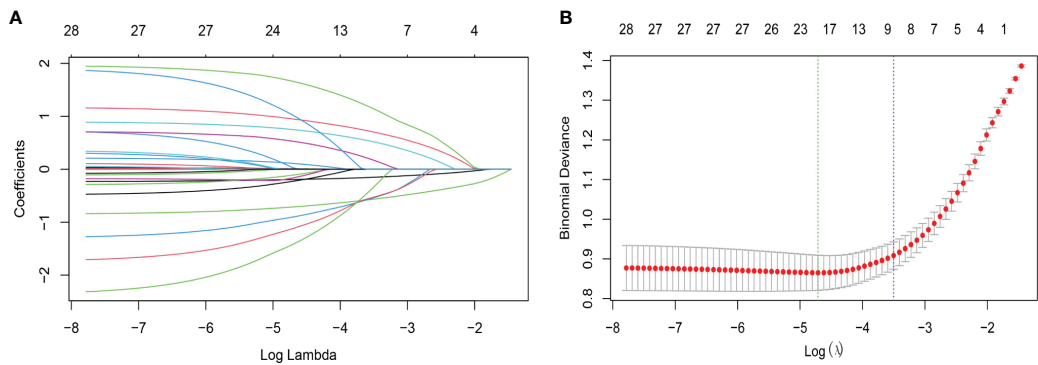 A
28 27 27 24 13 7 4
2
1
0
−1
−2
Coefficients
−8 −7 −6 −5 −4 −3 −2
Log Lambda
B
28 27 27 27 27 26 23 17 13 9 8 7 5 4 1
1.4
1.3
1.2
1.1
1.0
0.9
0.8
Binomial Deviance
−8 −7 −6 −5 −4 −3 −2
Log (λ)